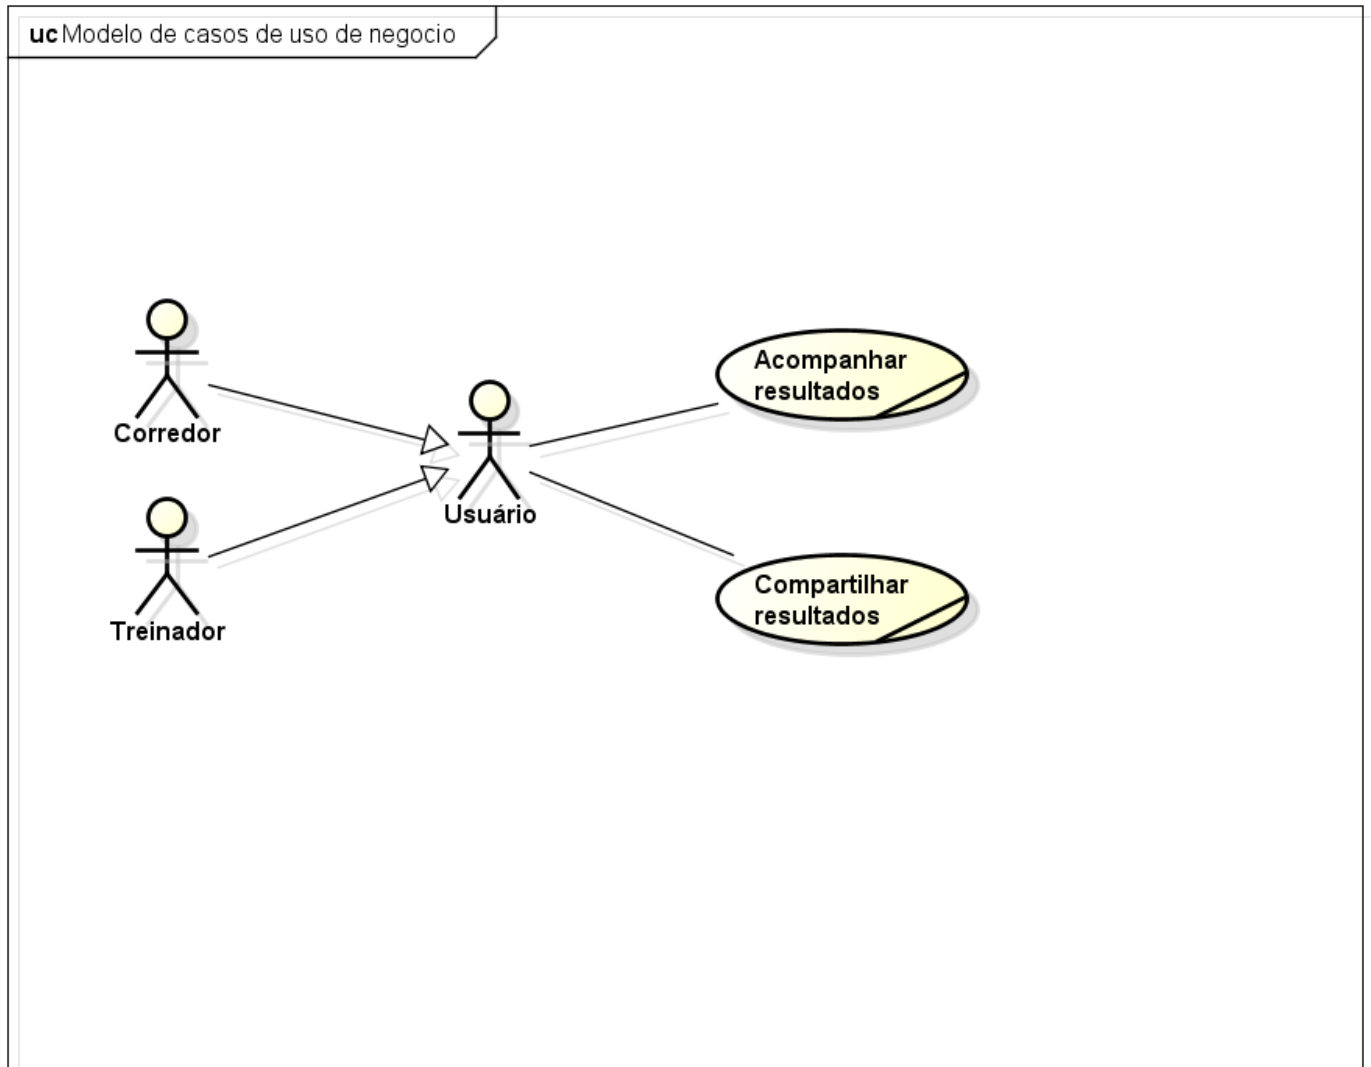 uc Modelo de casos de uso de negocio
Corredor
Treinador
Usuário
Acompanhar
resultados
Compartilhar
resultados